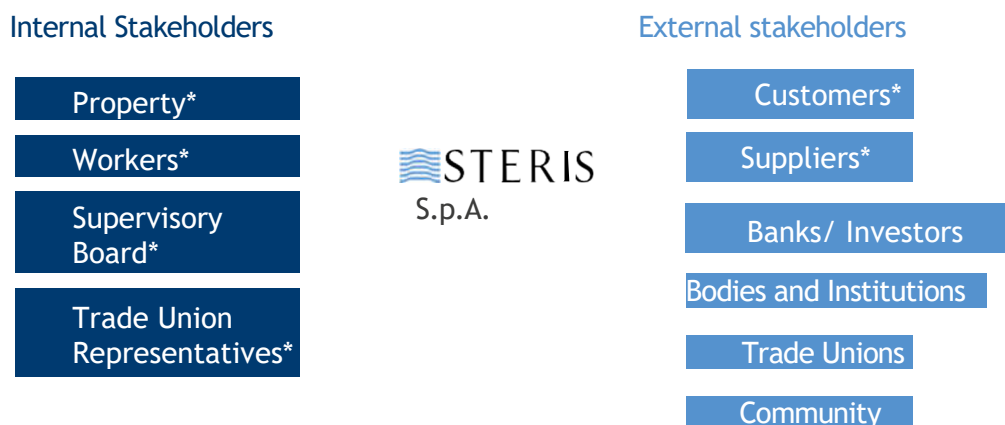 Internal Stakeholders
Property*
Workers*
Supervisory
Board*
Trade Union
Representatives*
STERIS
S.p.A.
External stakeholders
Customers*
Suppliers*
Banks/ Investors
Bodies and Institutions
Trade Unions
Community